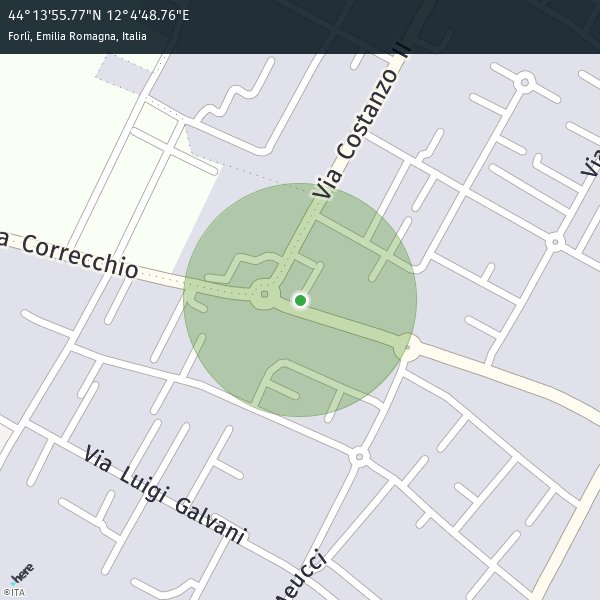 44°13'55.77"N 12°4'48.76"E
Forlì, Emilia Romagna, Italia
Via Costanzo II
Via
a Correcchio
Via Luigi Galvani
Meucci
here
©ITA